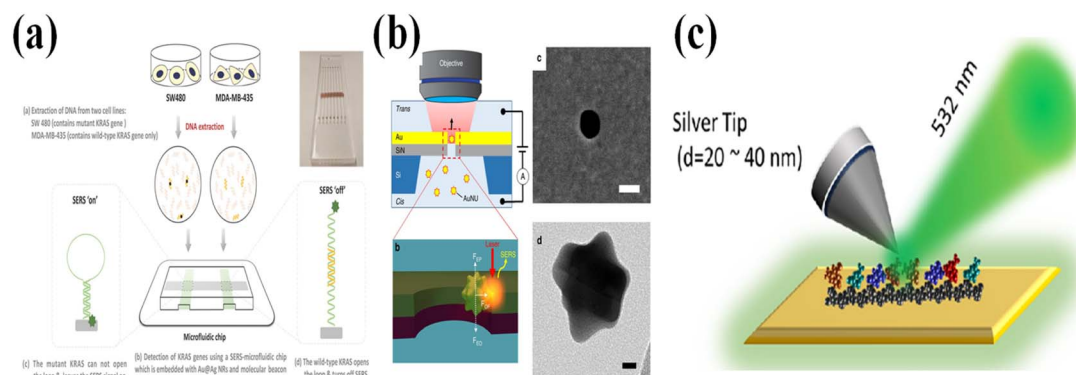 (a)
SW480
MDA-MB-435
(a) Extraction of DNA from two cell lines:
SW 480 (contains mutant KRAS gene )
MDA-MB-435 (contains wild-type KRAS gene only)
DNA extraction
SERS 'on'
SERS 'off'
Microfluidic chip
(c) The mutant KRAS can not open
(b) Detection of KRAS genes using a SERS-microfluidic chip
which is embedded with Au@Ag NRs and molecular beacon
(d) The wild-type KRAS opens
(b)
Objective
Trans
Au
SiN
Si
Cis
AuNU
A
b
Laser
SERS
F_EP
F_OF
F_EO
c
d
(c)
Silver Tip
(d=20 ~ 40 nm)
532 nm